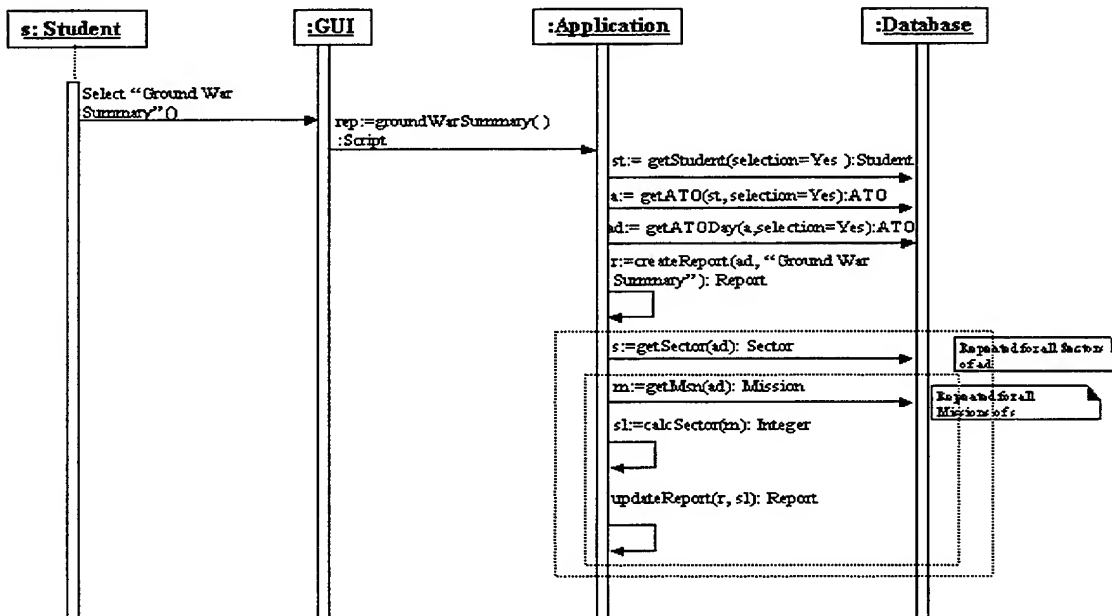 s: Student
:GUI
:Application
:Database
Select “Ground War
Summary”()
rep:=groundWarSummary( )
:Script
st:= getStudent(selection=Yes ):Student
a:= getATO(st, selection=Yes):ATO
ad:= getATODay(a,selection=Yes):ATO
r:=createReport(ad, “Ground War
Summary”): Report
s:=getSector(ad): Sector
Repeated for all Sectors
of ad
m:=getMsn(ad): Mission
Repeated for all
Missions of s
sl:=calcSector(m): Integer
updateReport(r, sl): Report